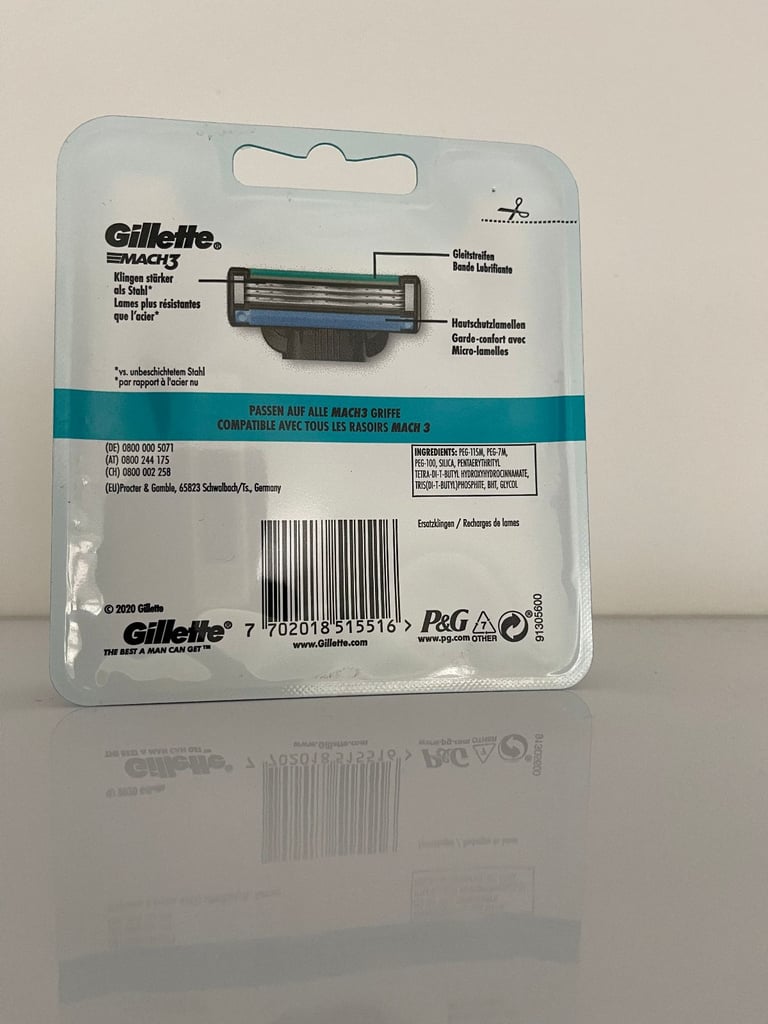 Gillette®
MACH3
Klingen stärker
als Stahl*
Lames plus résistantes
que l'acier*
*vs. unbeschichtetem Stahl
*par rapport à l'acier nu
Gleitstreifen
Bande Lubrifiante
Hautschutzlamellen
Garde-confort avec
Micro-lamelles
PASSEN AUF ALLE MACH3 GRIFFE
COMPATIBLE AVEC TOUS LES RASOIRS MACH 3
(DE) 0800 000 5071
(AT) 0800 244 175
(CH) 0800 002 258
(EU)Procter & Gamble, 65823 Schwalbach/Ts., Germany
INGREDIENTS: PEG-115M, PEG-7M,
PEG-100, SILICA, PENTAERYTHRITYL
TETRA-DI-T-BUTYL HYDROXYHYDROCINNAMATE,
TRIS(DI-T-BUTYL)PHOSPHITE, BHT, GLYCOL
Ersatzklingen / Recharges de lames
© 2020 Gillette
Gillette®
THE BEST A MAN CAN GET™
7 702018 515516 >
www.Gillette.com
P&G
www.pg.com
7
OTHER
91305600